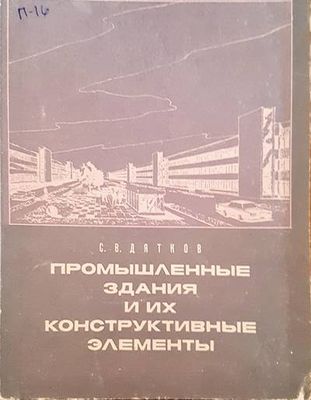 П-16
С. В. ДЯТКОВ
ПРОМЫШЛЕННЫЕ
ЗДАНИЯ
И ИХ
КОНСТРУКТИВНЫЕ
ЭЛЕМЕНТЫ